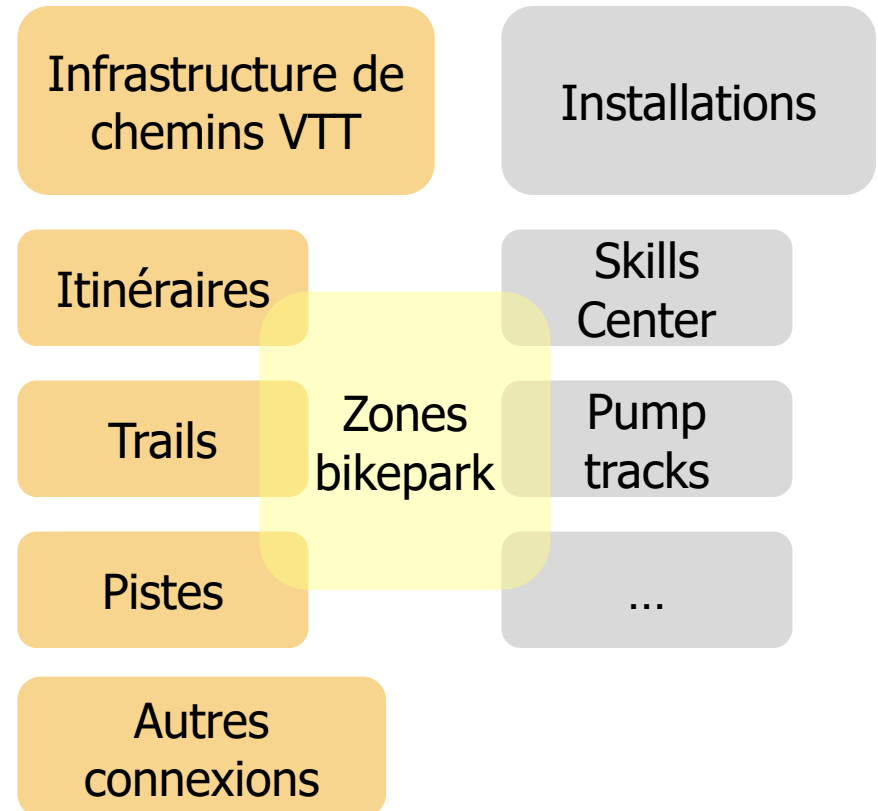 Infrastructure de
chemins VTT
Installations
Itinéraires
Skills
Center
Trails
Zones
bikepark
Pump
tracks
Pistes
...
Autres
connexions